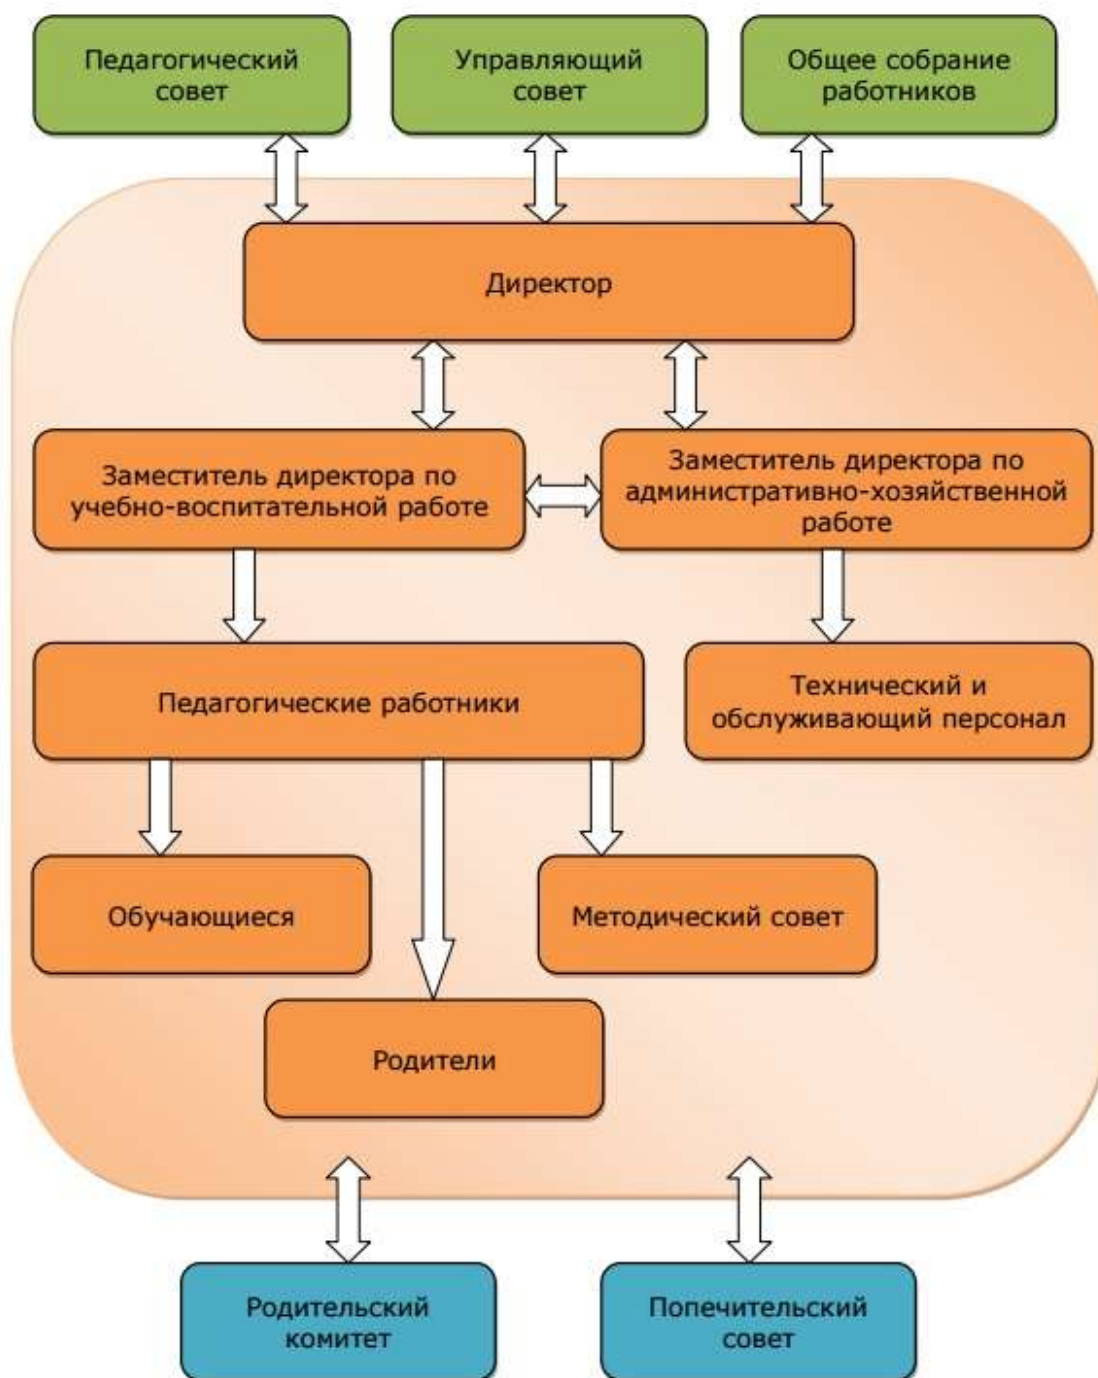 Педагогический
совет
Управляющий
совет
Общее собрание
работников
Директор
Заместитель директора по
учебно-воспитательной работе
Заместитель директора по
административно-хозяйственной
работе
Педагогические работники
Технический и
обслуживающий персонал
Обучающиеся
Методический совет
Родители
Родительский
комитет
Попечительский
совет